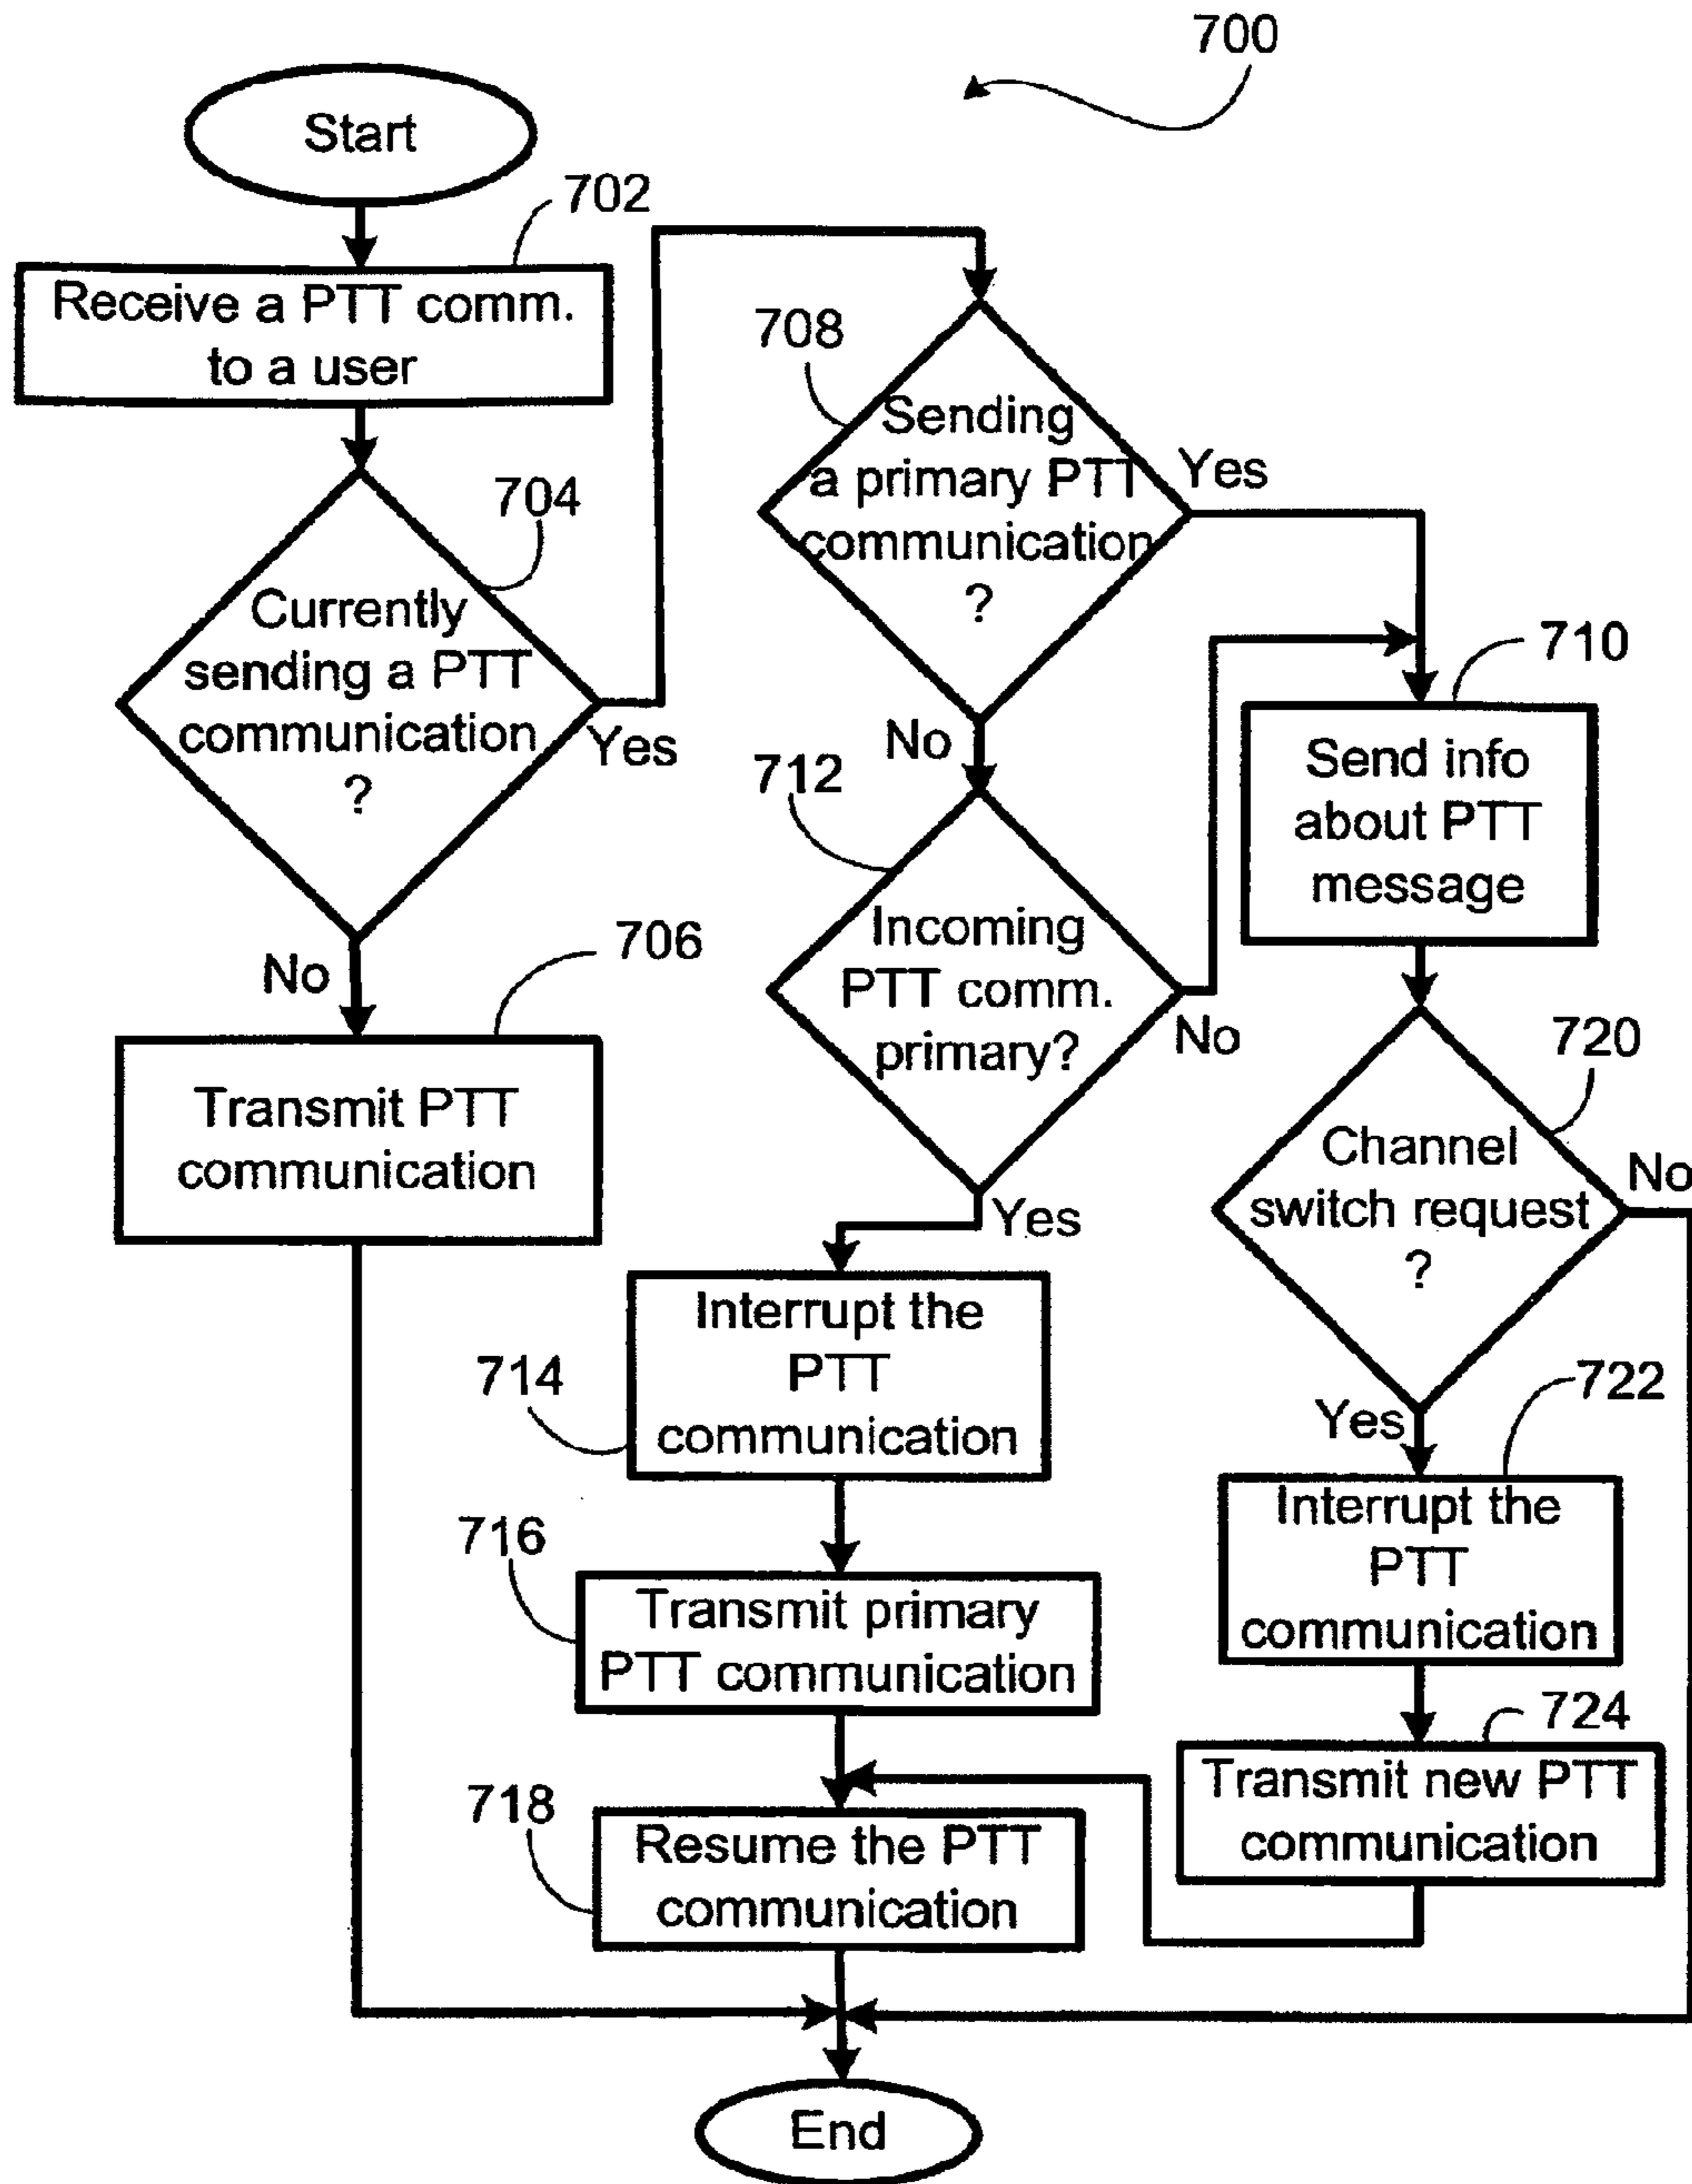 700
Start
702
Receive a PTT comm.
to a user
704
Currently
sending a PTT
communication
?
Yes
No
706
Transmit PTT
communication
708
Sending
a primary PTT
communication
?
Yes
No
710
Send info
about PTT
message
712
Incoming
PTT comm.
primary?
No
Yes
714
Interrupt the
PTT
communication
716
Transmit primary
PTT communication
718
Resume the PTT
communication
720
Channel
switch request
?
No
Yes
722
Interrupt the
PTT
communication
724
Transmit new PTT
communication
End